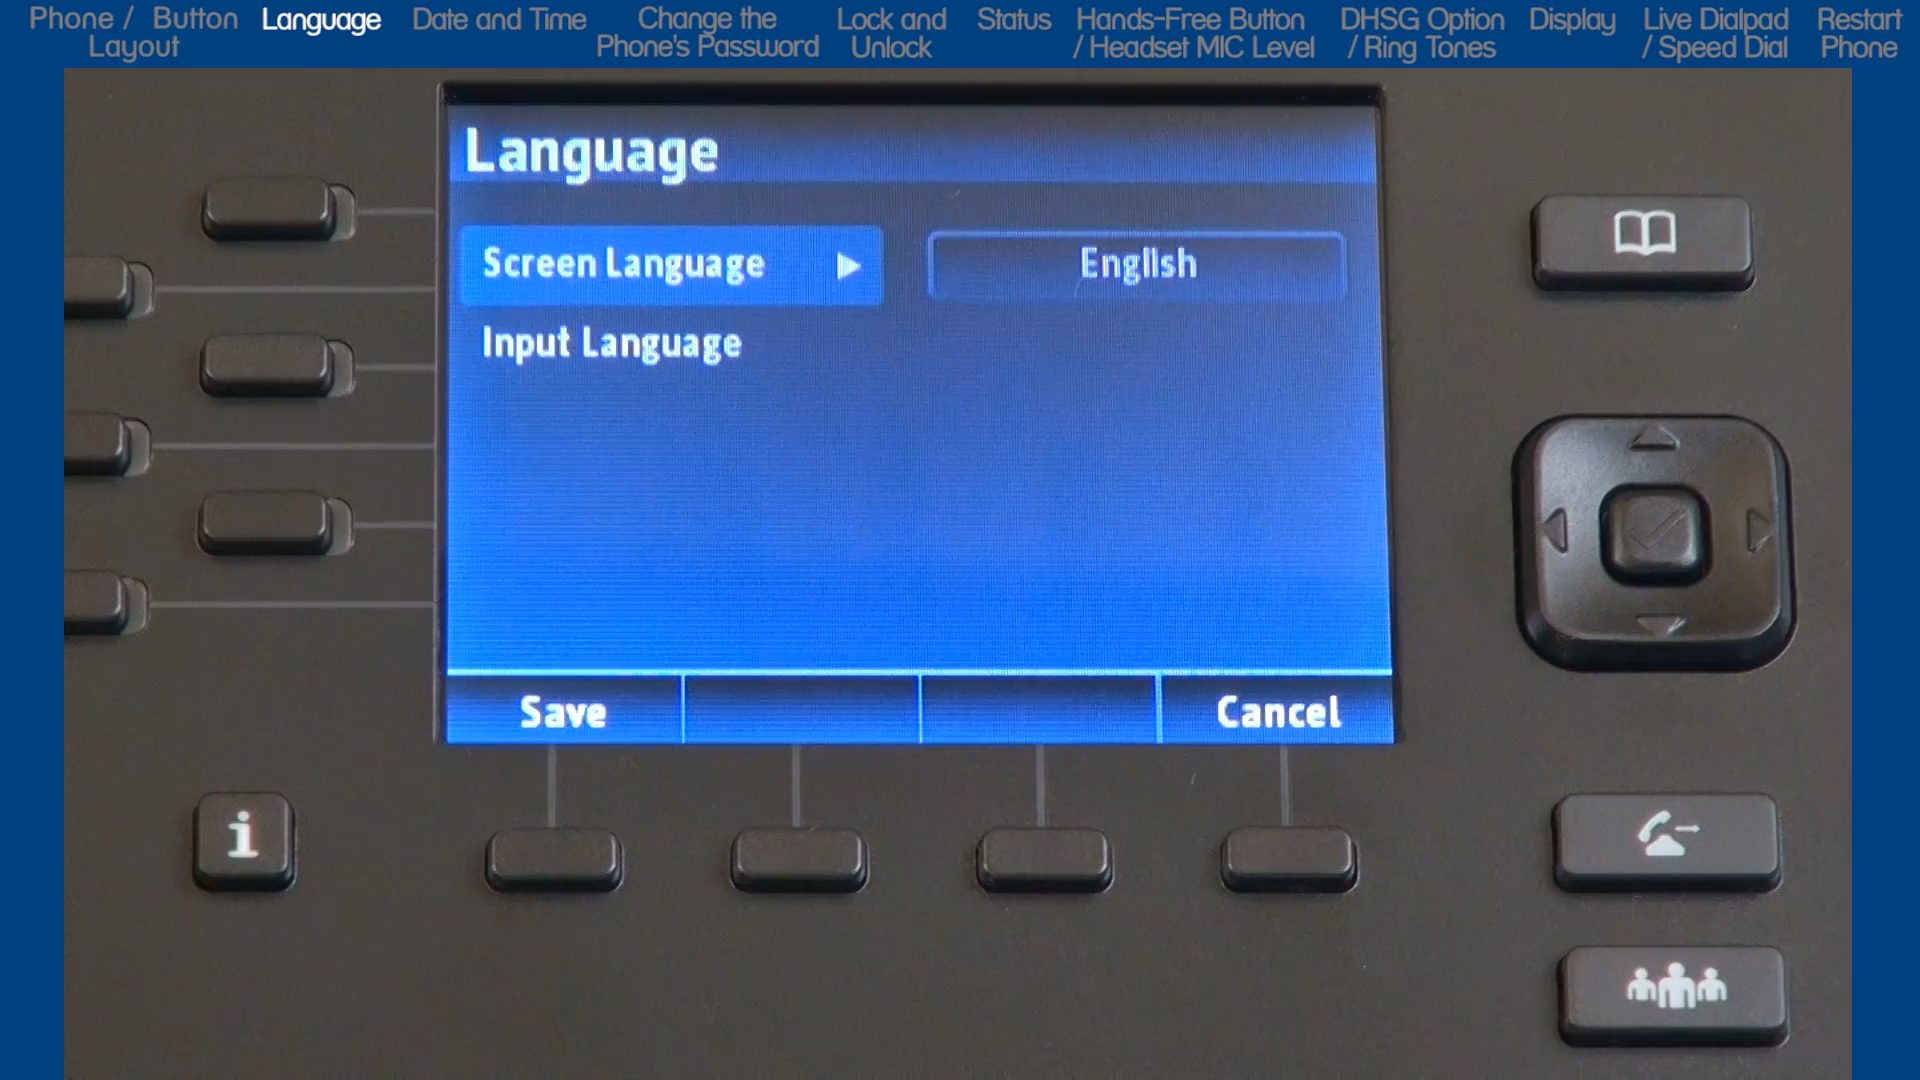 Phone / Button
Layout
Language
Date and Time
Change the
Phone's Password
Lock and
Unlock
Status
Hands-Free Button
/ Headset MIC Level
DHSG Option
/ Ring Tones
Display
Live Dialpad
/ Speed Dial
Restart
Phone
Language
Screen Language
English
Input Language
Save
Cancel
i